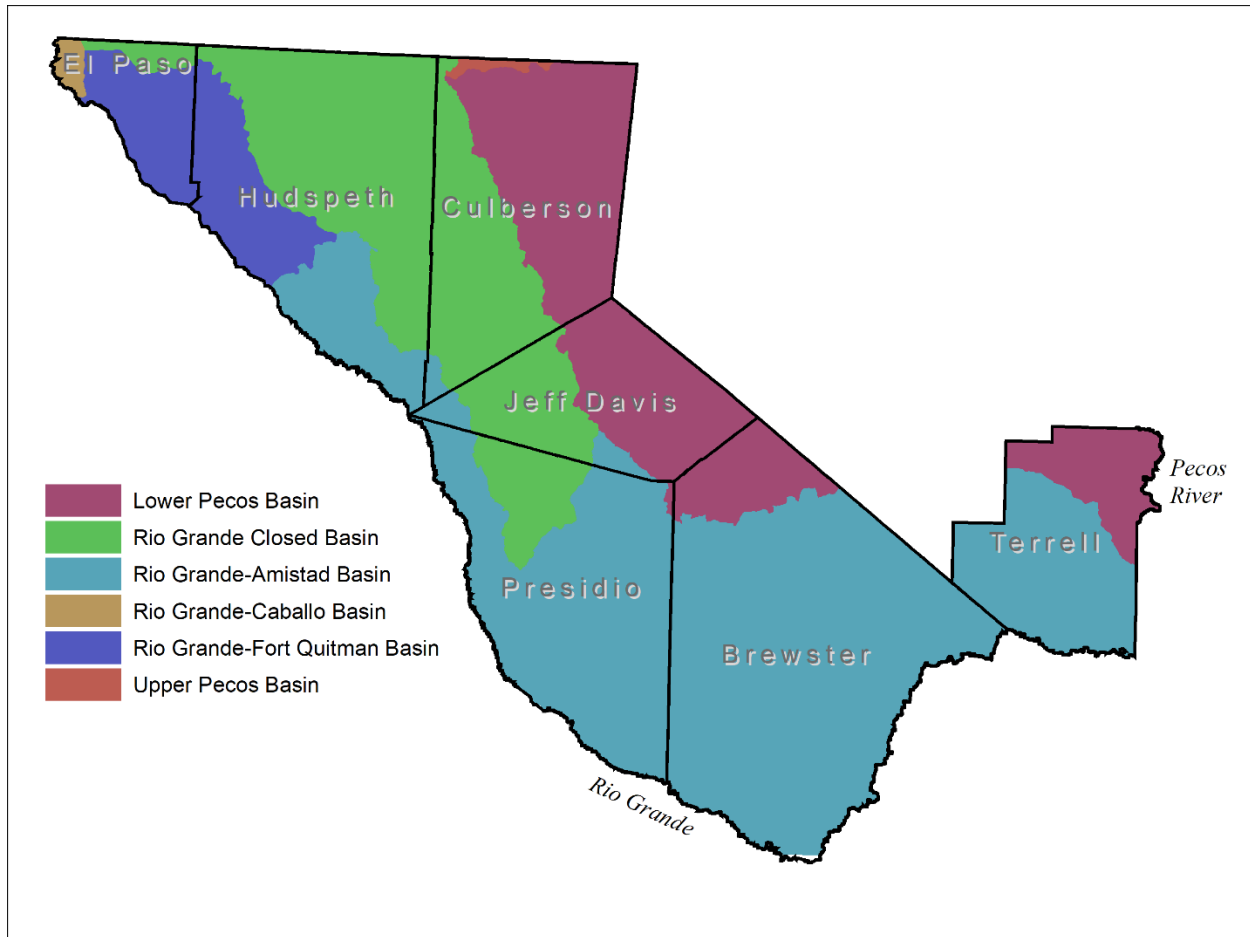 El Paso
Hudspeth
Culberson
Jeff Davis
Pecos
River
Lower Pecos Basin
Rio Grande Closed Basin
Terrell
Rio Grande-Amistad Basin
Presidio
Rio Grande-Caballo Basin
Rio Grande-Fort Quitman Basin
Brewster
Upper Pecos Basin
Rio Grande